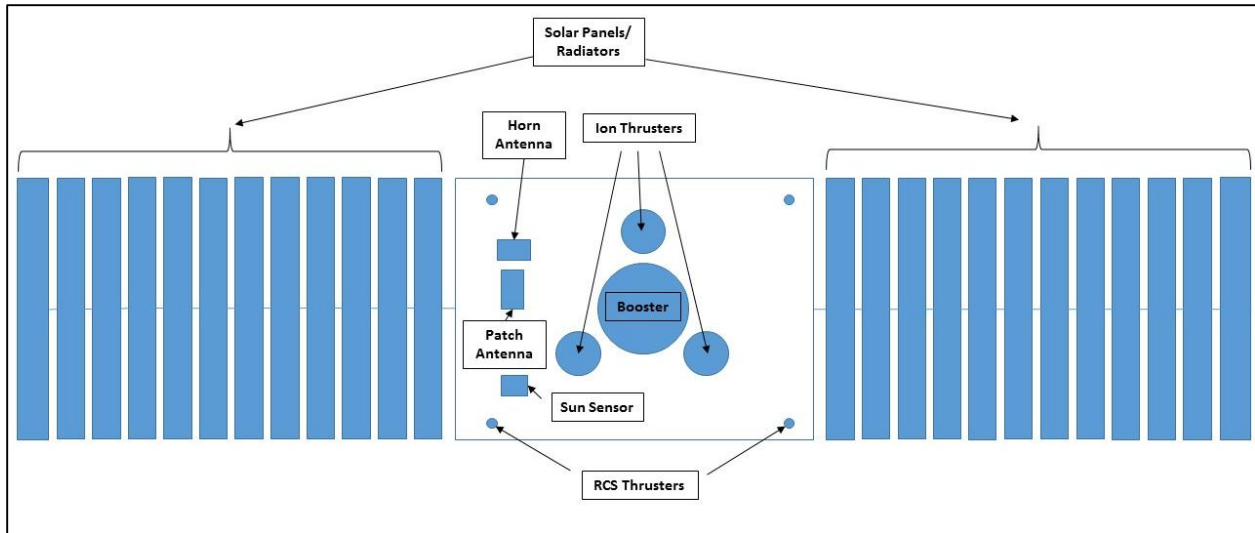 Solar Panels/
Radiators
Horn
Antenna
Ion Thrusters
Booster
Patch
Antenna
Sun Sensor
RCS Thrusters